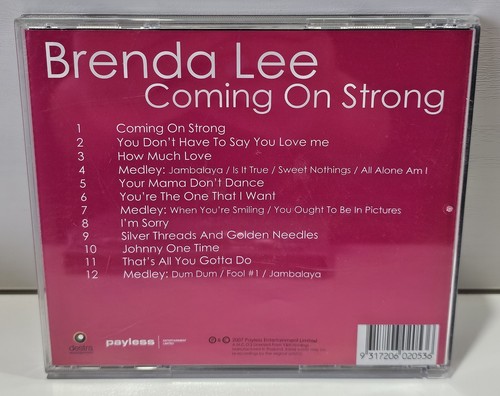 Brenda Lee
Coming On Strong
1 Coming On Strong
2 You Don't Have To Say You Love me
3 How Much Love
4 Medley: Jambalaya / Is It True / Sweet Nothings / All Alone Am I
5 Your Mama Don't Dance
6 You're The One That I Want
7 Medley: When You're Smiling / You Ought To Be In Pictures
8 I'm Sorry
9 Silver Threads And Golden Needles
10 Johnny One Time
11 That's All You Gotta Do
12 Medley: Dum Dum / Fool #1 / Jambalaya
payless
2007 Payless Entertainment Limited
9 317206 020536